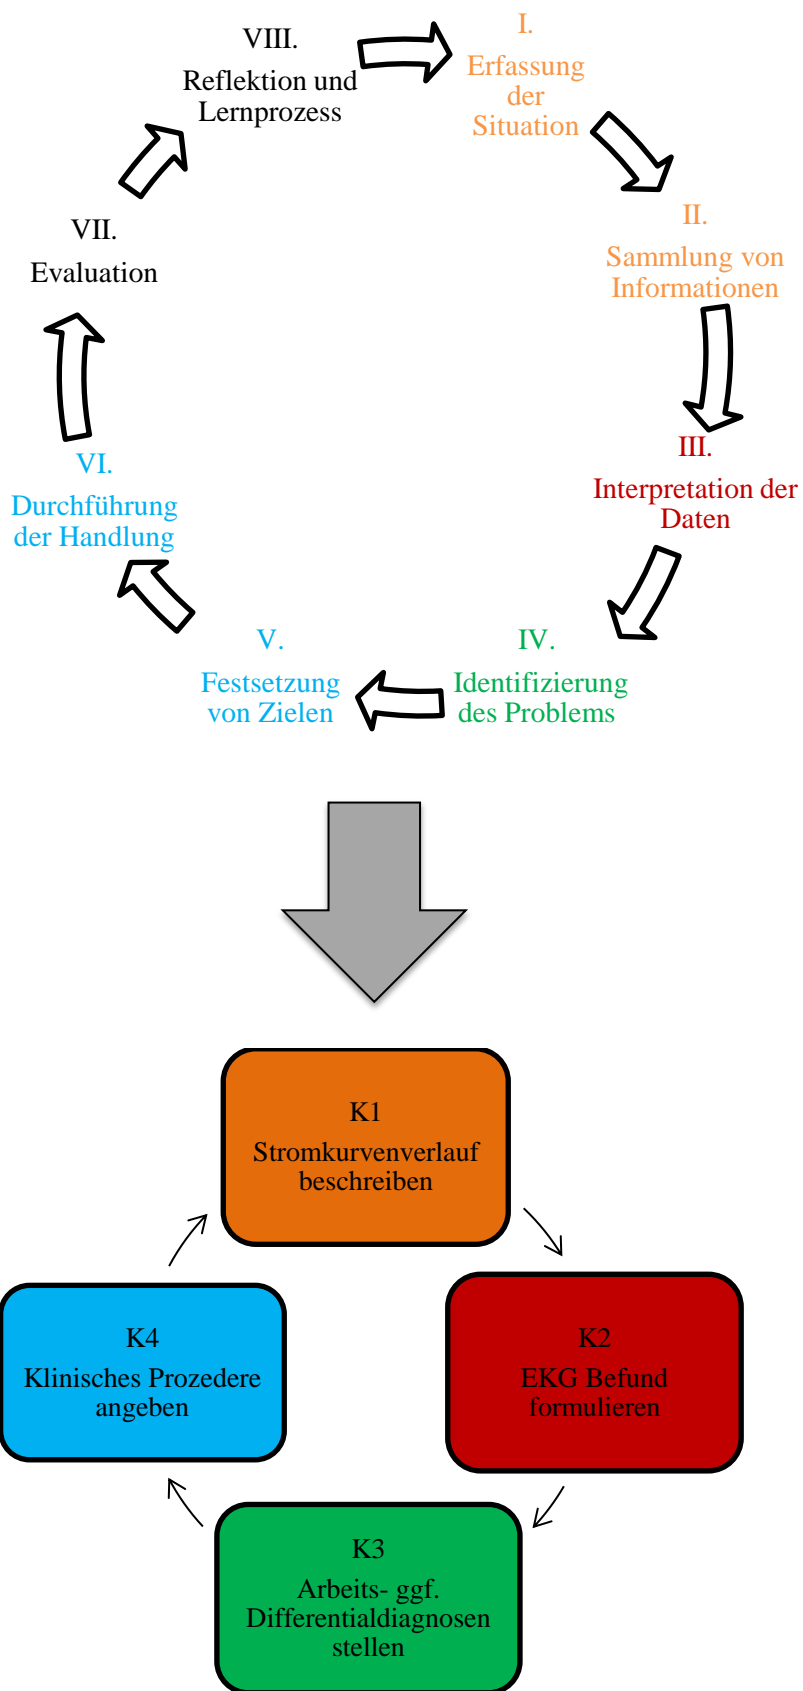 I.
Erfassung
der
Situation
II.
Sammlung von
Informationen
III.
Interpretation der
Daten
IV.
Identifizierung
des Problems
V.
Festsetzung
von Zielen
VI.
Durchführung
der Handlung
VII.
Evaluation
VIII.
Reflektion und
Lernprozess
K1
Stromkurvenverlauf
beschreiben
K2
EKG Befund
formulieren
K3
Arbeits- ggf.
Differentialdiagnosen
stellen
K4
Klinisches Prozedere
angeben